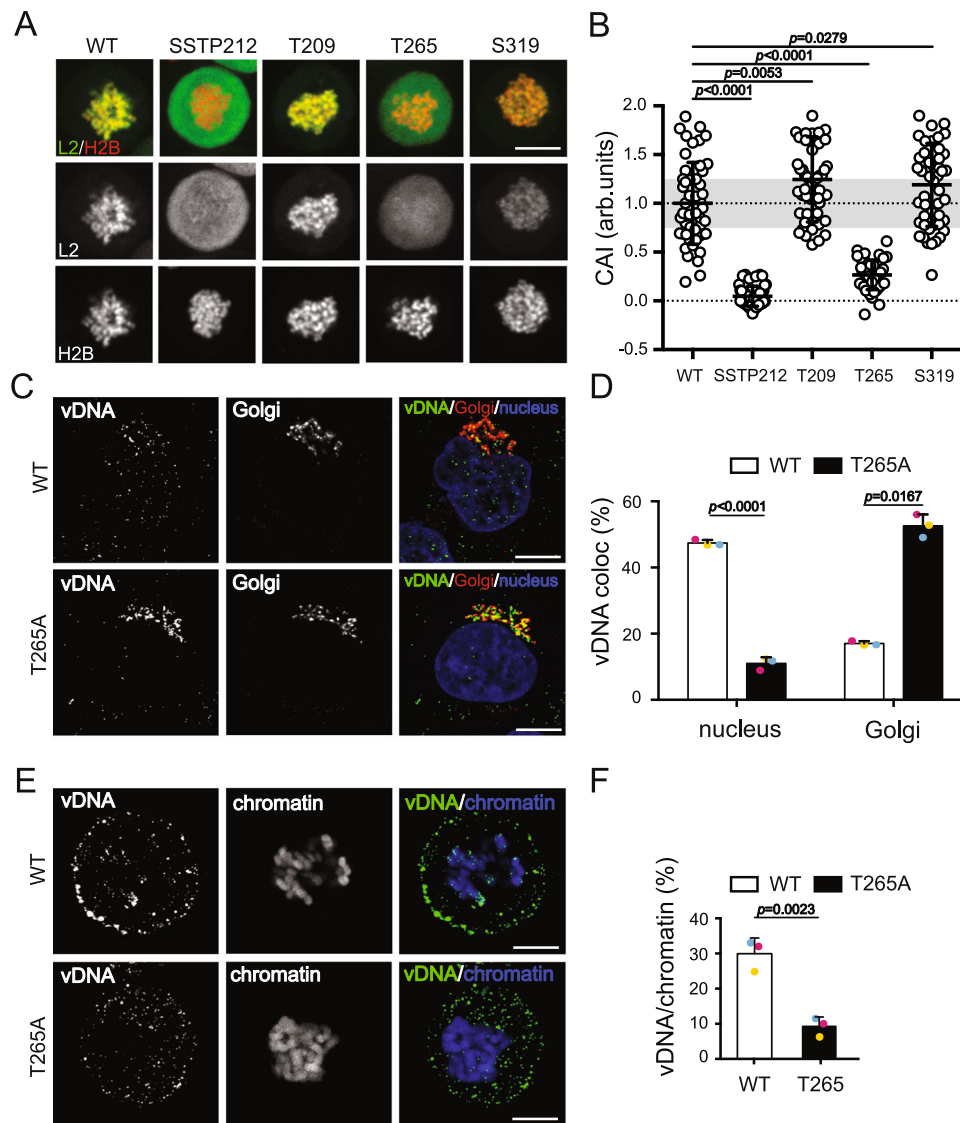 A
WT SSTP212 T209 T265 S319
L2/H2B
L2
H2B
B
p=0.0279
p<0.0001
p=0.0053
p<0.0001
CAI (arb.units)
2.0
1.5
1.0
0.5
0.0
-0.5
WT SSTP212 T209 T265 S319
C
WT
vDNA Golgi vDNA/Golgi/nucleus
T265A
vDNA Golgi vDNA/Golgi/nucleus
D
WT T265A
p<0.0001 p=0.0167
vDNA coloc (%)
60
40
20
0
nucleus Golgi
E
WT
vDNA chromatin vDNA/chromatin
T265A
vDNA chromatin vDNA/chromatin
F
WT T265A
p=0.0023
vDNA/chromatin (%)
40
30
20
10
0
WT T265